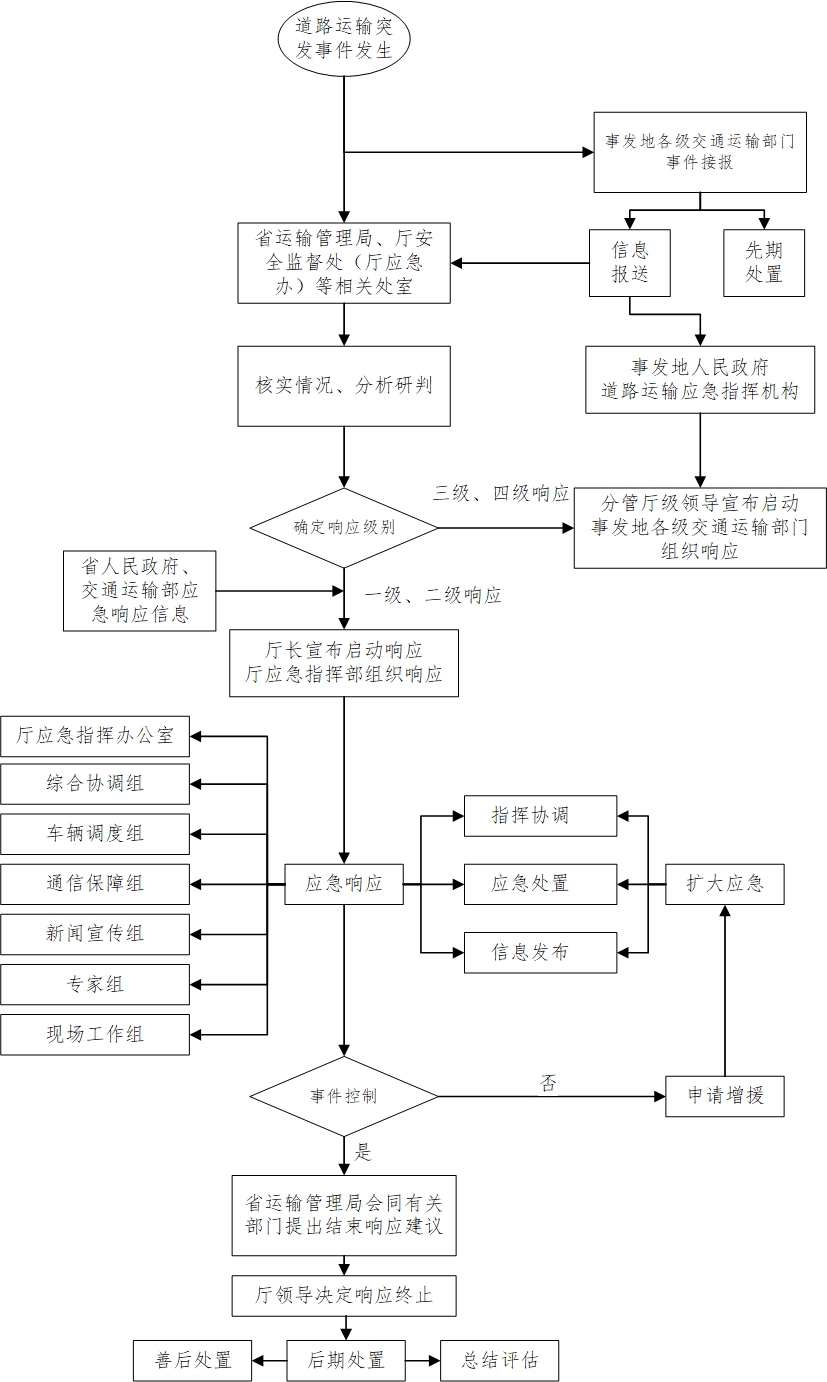 道路运输突
发事件发生
事发地各级交通运输部门
事件接报
省运输管理局、厅安
全监督处（厅应急
办）等相关处室
信息
报送
先期
处置
核实情况、分析研判
事发地人民政府
道路运输应急指挥机构
确定响应级别
三级、四级响应
分管厅级领导宣布启动
事发地各级交通运输部门
组织响应
省人民政府、
交通运输部应
急响应信息
一级、二级响应
厅长宣布启动响应
厅应急指挥部组织响应
厅应急指挥办公室
综合协调组
车辆调度组
通信保障组
新闻宣传组
专家组
现场工作组
应急响应
指挥协调
应急处置
信息发布
扩大应急
事件控制
否
申请增援
是
省运输管理局会同有关
部门提出结束响应建议
厅领导决定响应终止
善后处置
后期处置
总结评估